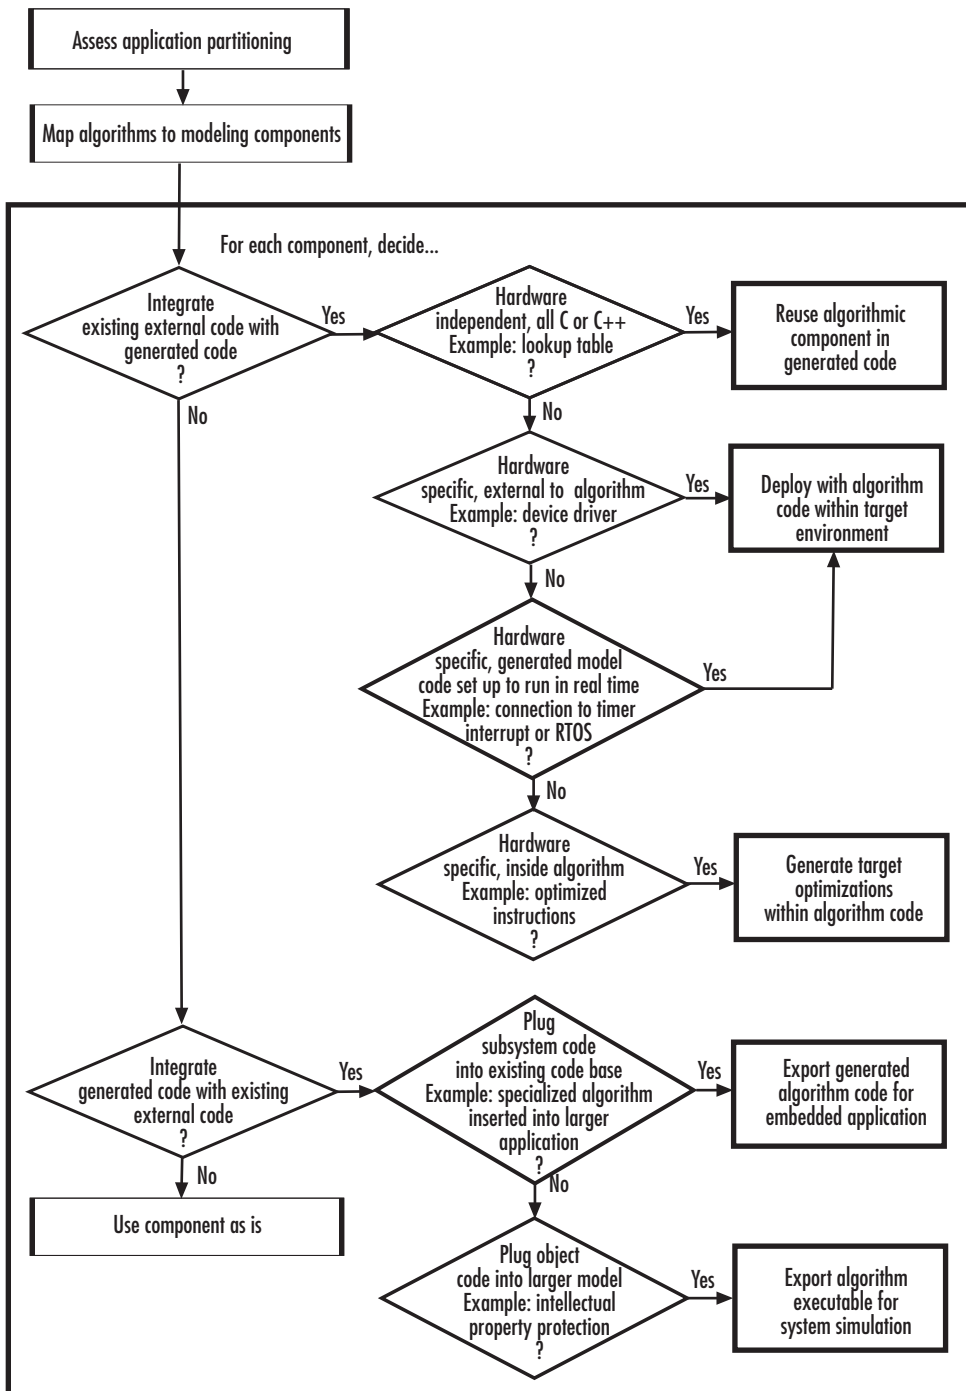 Assess application partitioning
Map algorithms to modeling components
For each component, decide...
Integrate
existing external code with
generated code
?
Yes
Hardware
independent, all C or C++
Example: lookup table
?
Yes
Reuse algorithmic
component in
generated code
No
No
Hardware
specific, external to algorithm
Example: device driver
?
Yes
Deploy with algorithm
code within target
environment
No
Hardware
specific, generated model
code set up to run in real time
Example: connection to timer
interrupt or RTOS
?
Yes
No
Hardware
specific, inside algorithm
Example: optimized
instructions
?
Yes
Generate target
optimizations
within algorithm code
Integrate
generated code with existing
external code
?
Yes
Plug
subsystem code
into existing code base
Example: specialized algorithm
inserted into larger
application
?
Yes
Export generated
algorithm code for
embedded application
No
No
Use component as is
Plug object
code into larger model
Example: intellectual
property protection
?
Yes
Export algorithm
executable for
system simulation